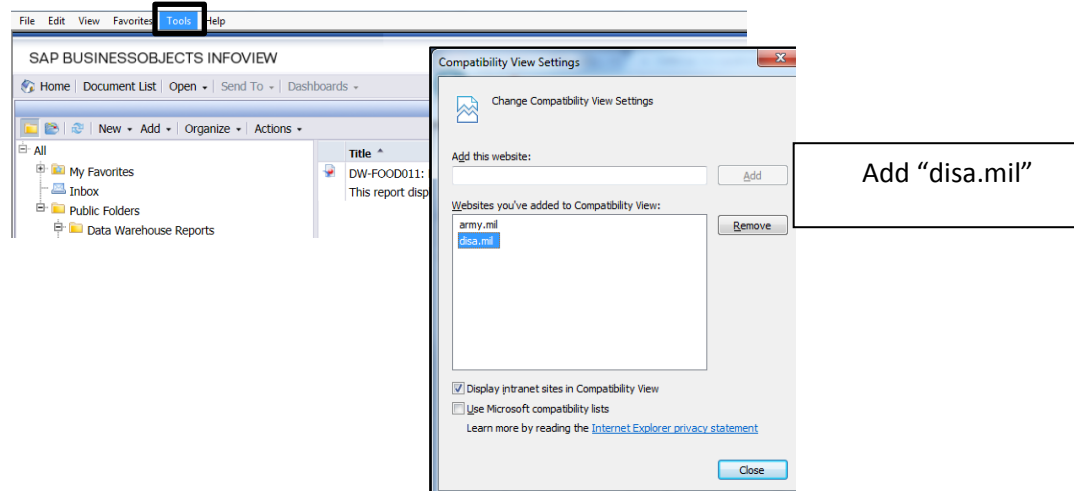 File Edit View Favorites Tools Help
SAP BUSINESSOBJECTS INFOVIEW
Home Document List Open Send To Dashboards
New Add Organize Actions
All
My Favorites
Inbox
Public Folders
Data Warehouse Reports
Title
DW-FOOD011:
This report disp
Compatibility View Settings
Change Compatibility View Settings
Add this website:
Add
Websites you've added to Compatibility View:
army.mil
disa.mil
Remove
Display intranet sites in Compatibility View
Use Microsoft compatibility lists
Learn more by reading the Internet Explorer privacy statement
Close
Add “disa.mil”